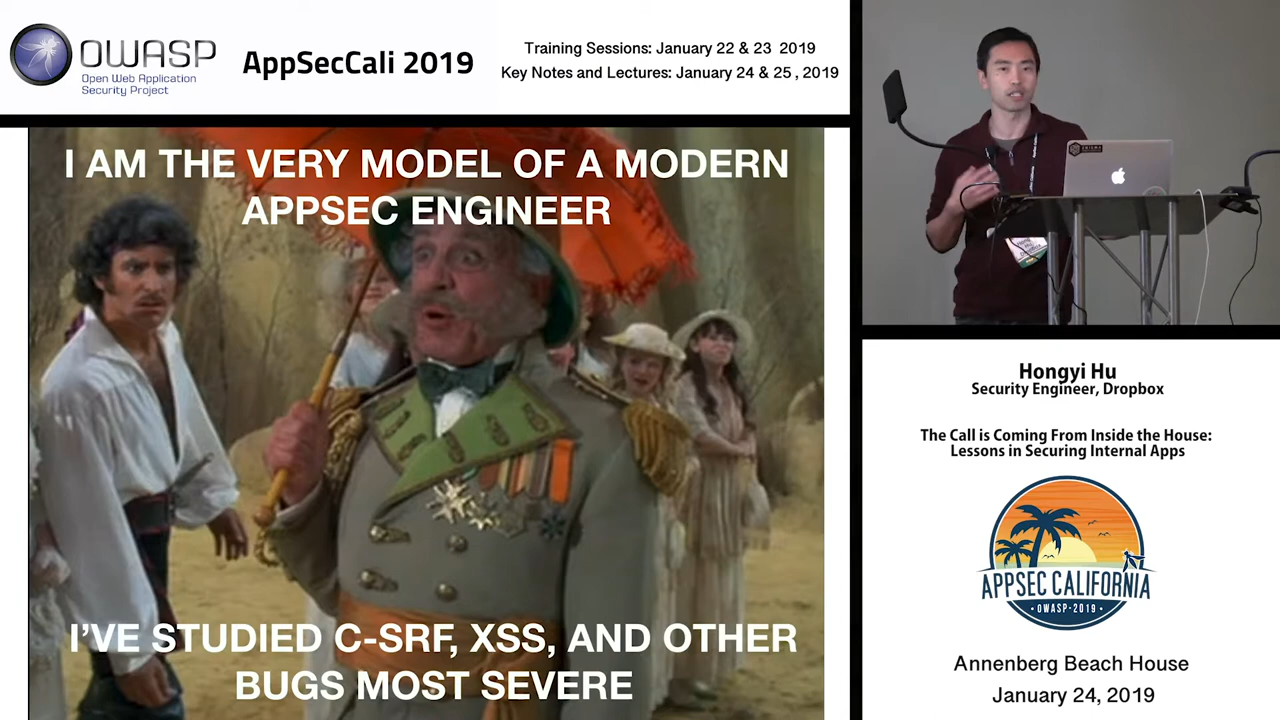 OWASP
Open Web Application
Security Project
AppSecCali 2019
Training Sessions: January 22 & 23 2019
Key Notes and Lectures: January 24 & 25 , 2019
I AM THE VERY MODEL OF A MODERN
APPSEC ENGINEER
I'VE STUDIED C-SRF, XSS, AND OTHER
BUGS MOST SEVERE
Hongyi Hu
Security Engineer, Dropbox
The Call is Coming From Inside the House:
Lessons in Securing Internal Apps
APPSEC CALIFORNIA
• OWASP•2019 •
Annenberg Beach House
January 24, 2019